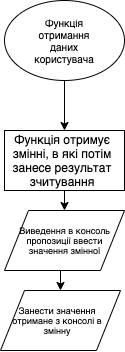 Функція
отримання
даних
користувача
Функція отримує
змінні, в які потім
занесе результат
зчитування
Виведення в консоль
пропозиції ввести
значення змінної
Занести значення
отримане з консолі в
змінну